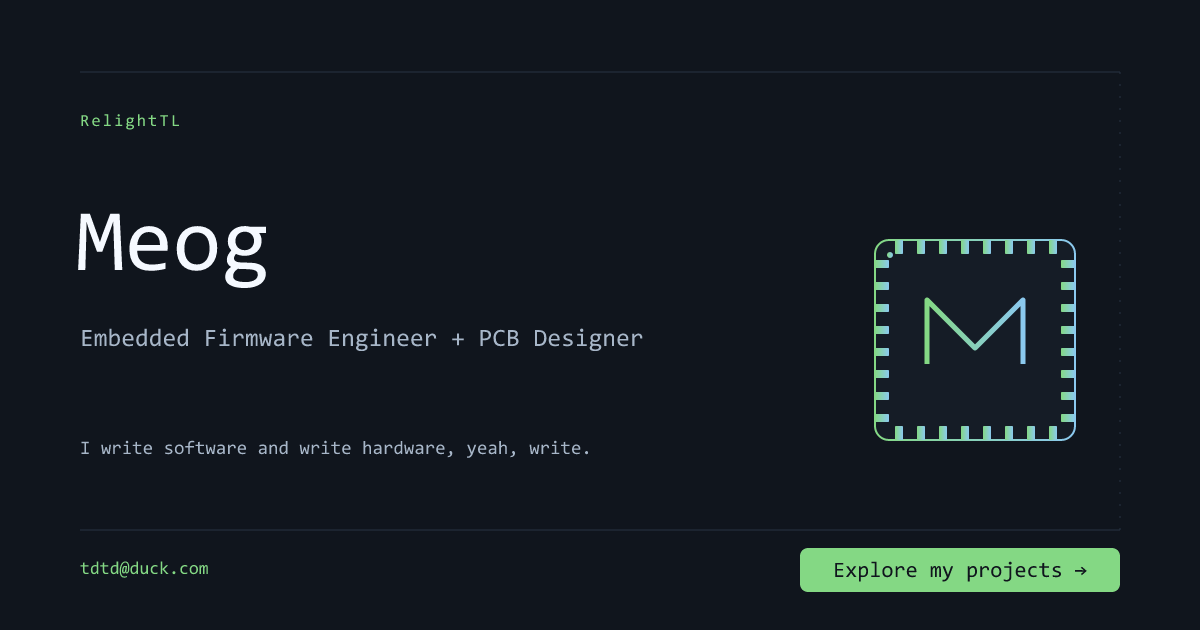 RelightTL
Meog
Embedded Firmware Engineer + PCB Designer
M
I write software and write hardware, yeah, write.
tdtd@duck.com
Explore my projects →